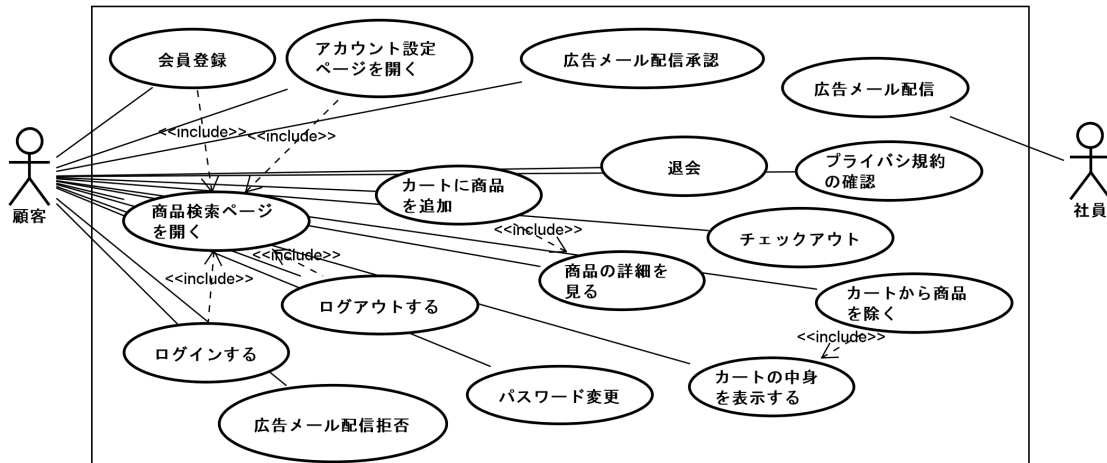 会員登録
アカウント設定
ページを開く
広告メール配信承認
広告メール配信
<<include>>
<<include>>
退会
プライバシ規約
の確認
顧客
社員
カートに商品
を追加
商品検索ページ
を開く
<<include>>
チェックアウト
<<include>>
<<include>>
商品の詳細を
見る
ログアウトする
カートから商品
を除く
<<include>>
ログインする
カートの中身
を表示する
パスワード変更
広告メール配信拒否